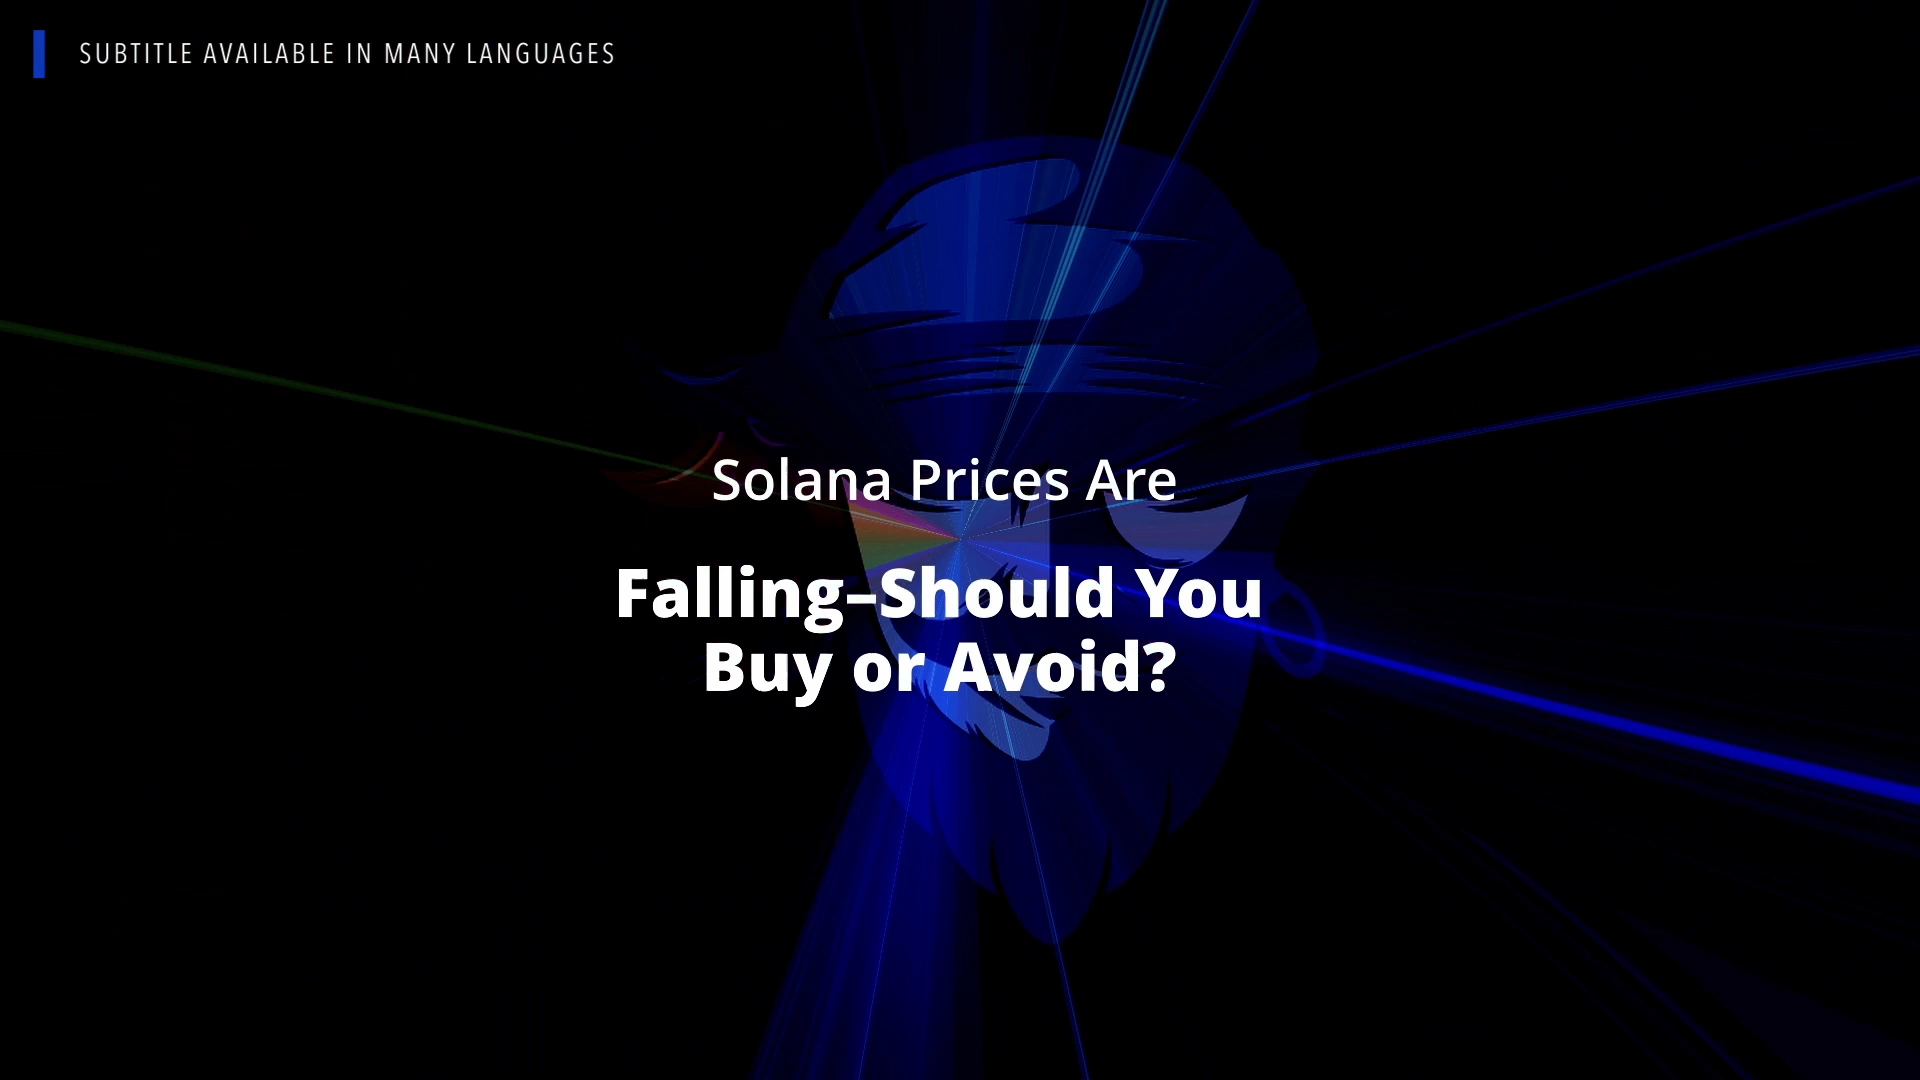 SUBTITLE AVAILABLE IN MANY LANGUAGES
Solana Prices Are
Falling–Should You
Buy or Avoid?